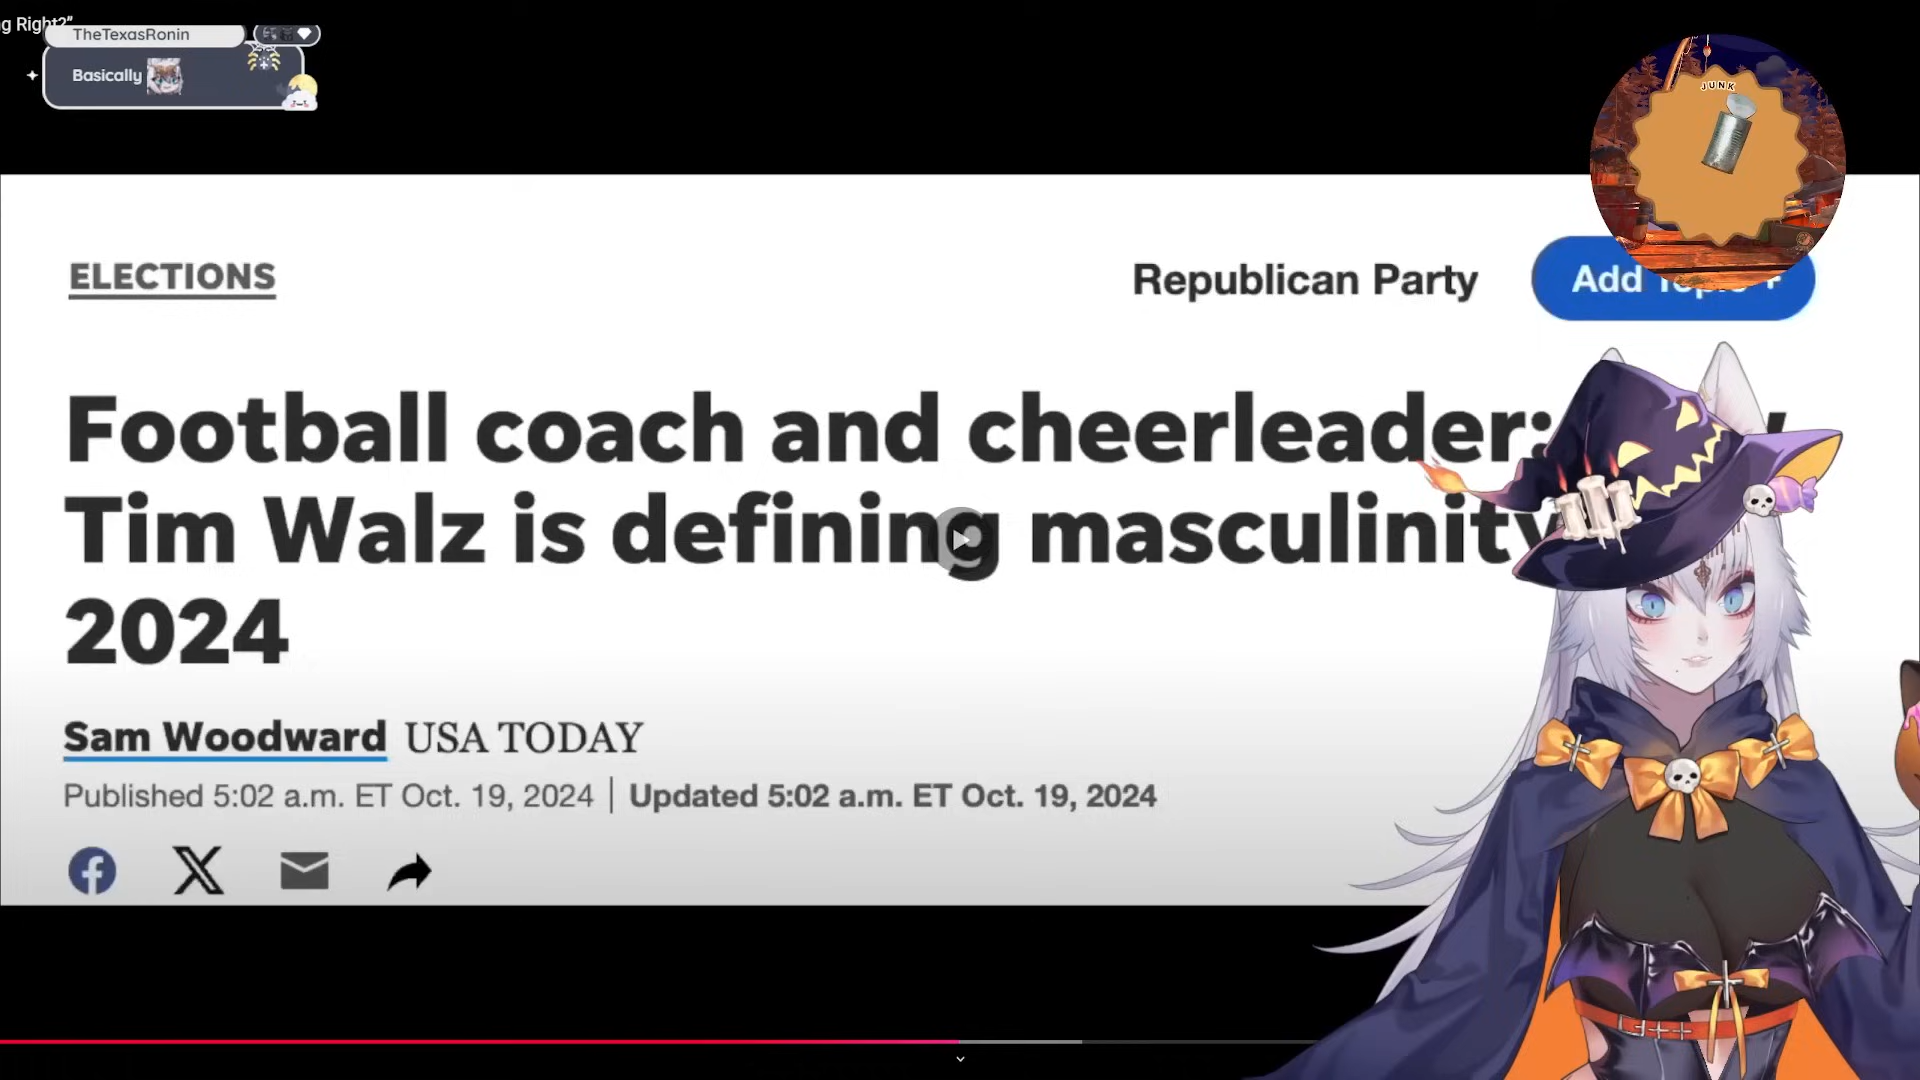 g Right?”
TheTexasRonin
Basically
JUNK
ELECTIONS
Republican Party
Add
Football coach and cheerleader:
Tim Walz is defining masculinity
2024
Sam Woodward USA TODAY
Published 5:02 a.m. ET Oct. 19, 2024 | Updated 5:02 a.m. ET Oct. 19, 2024